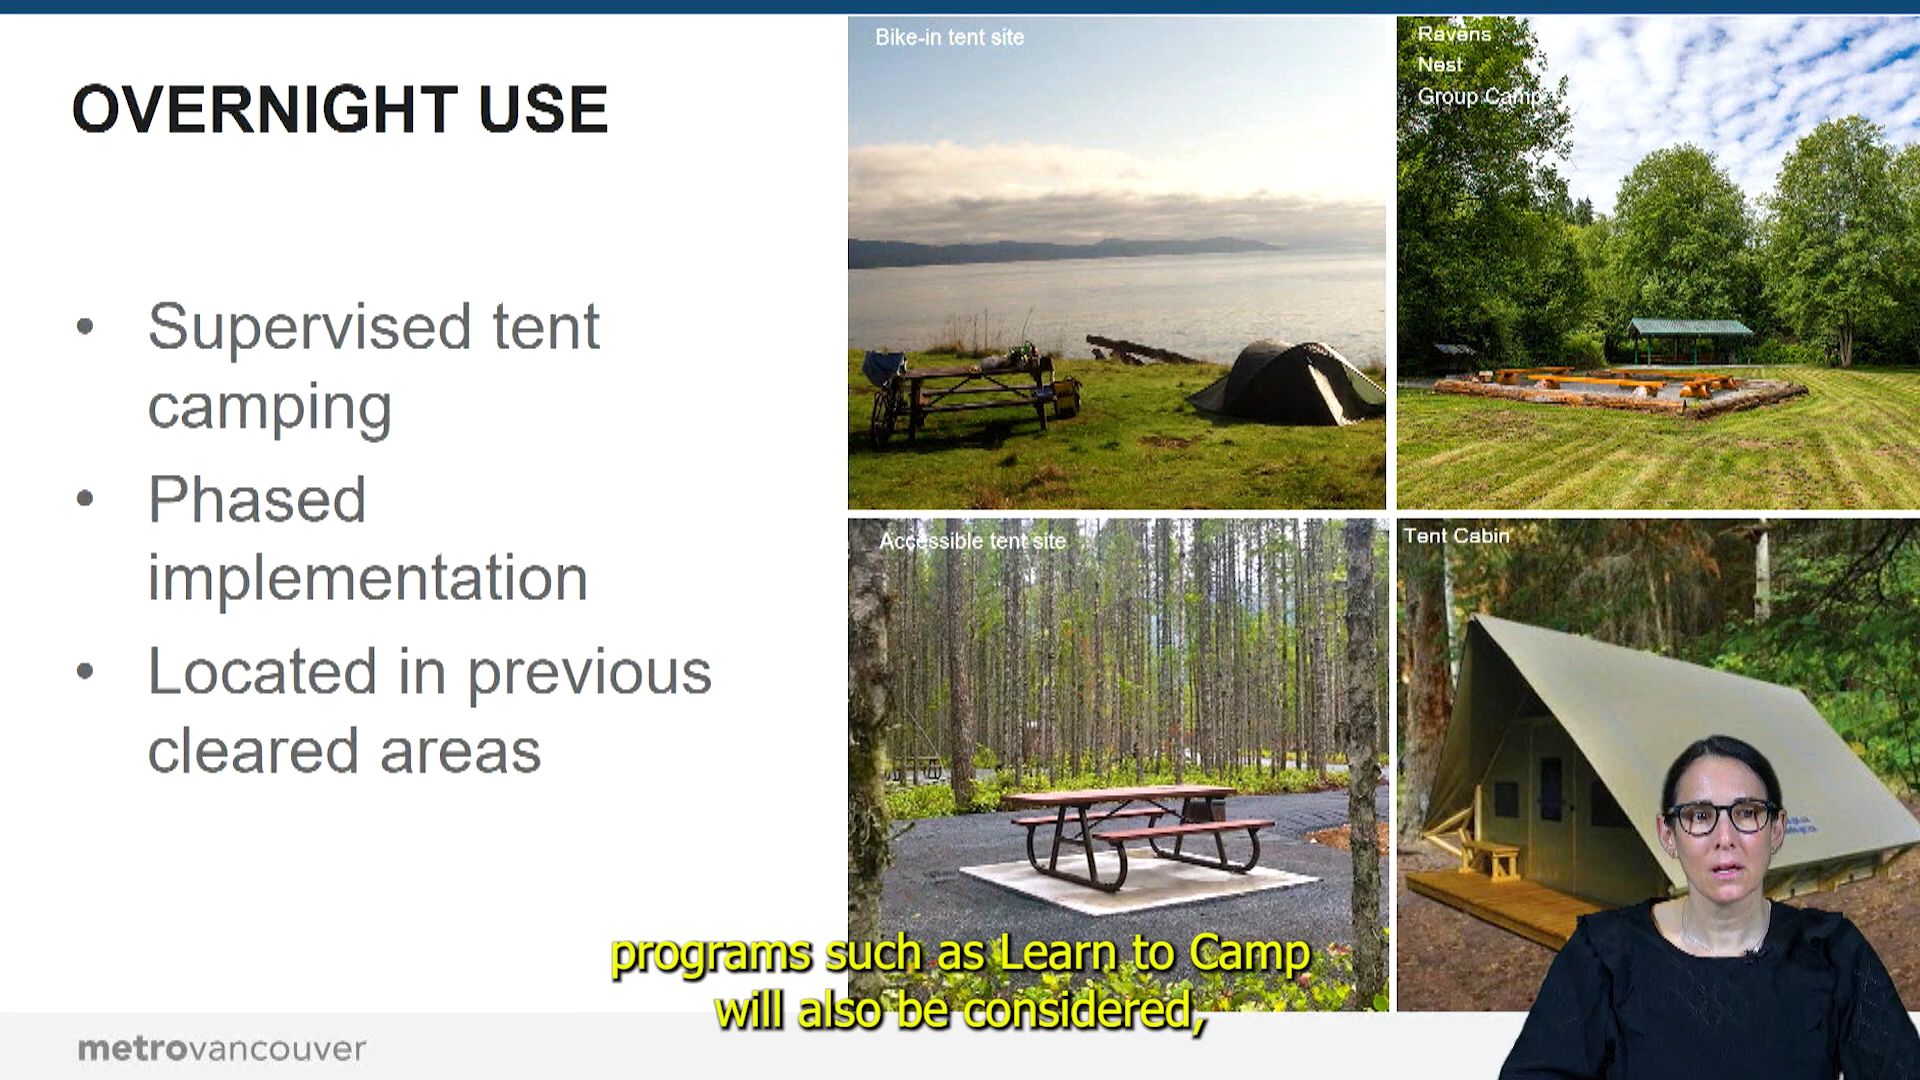 OVERNIGHT USE
• Supervised tent
camping
• Phased
implementation
• Located in previous
cleared areas
Bike-in tent site
Ravens
Nest
Group Camp
Accessible tent site
Tent Cabin
programs such as Learn to Camp
will also be considered,
metrovancouver